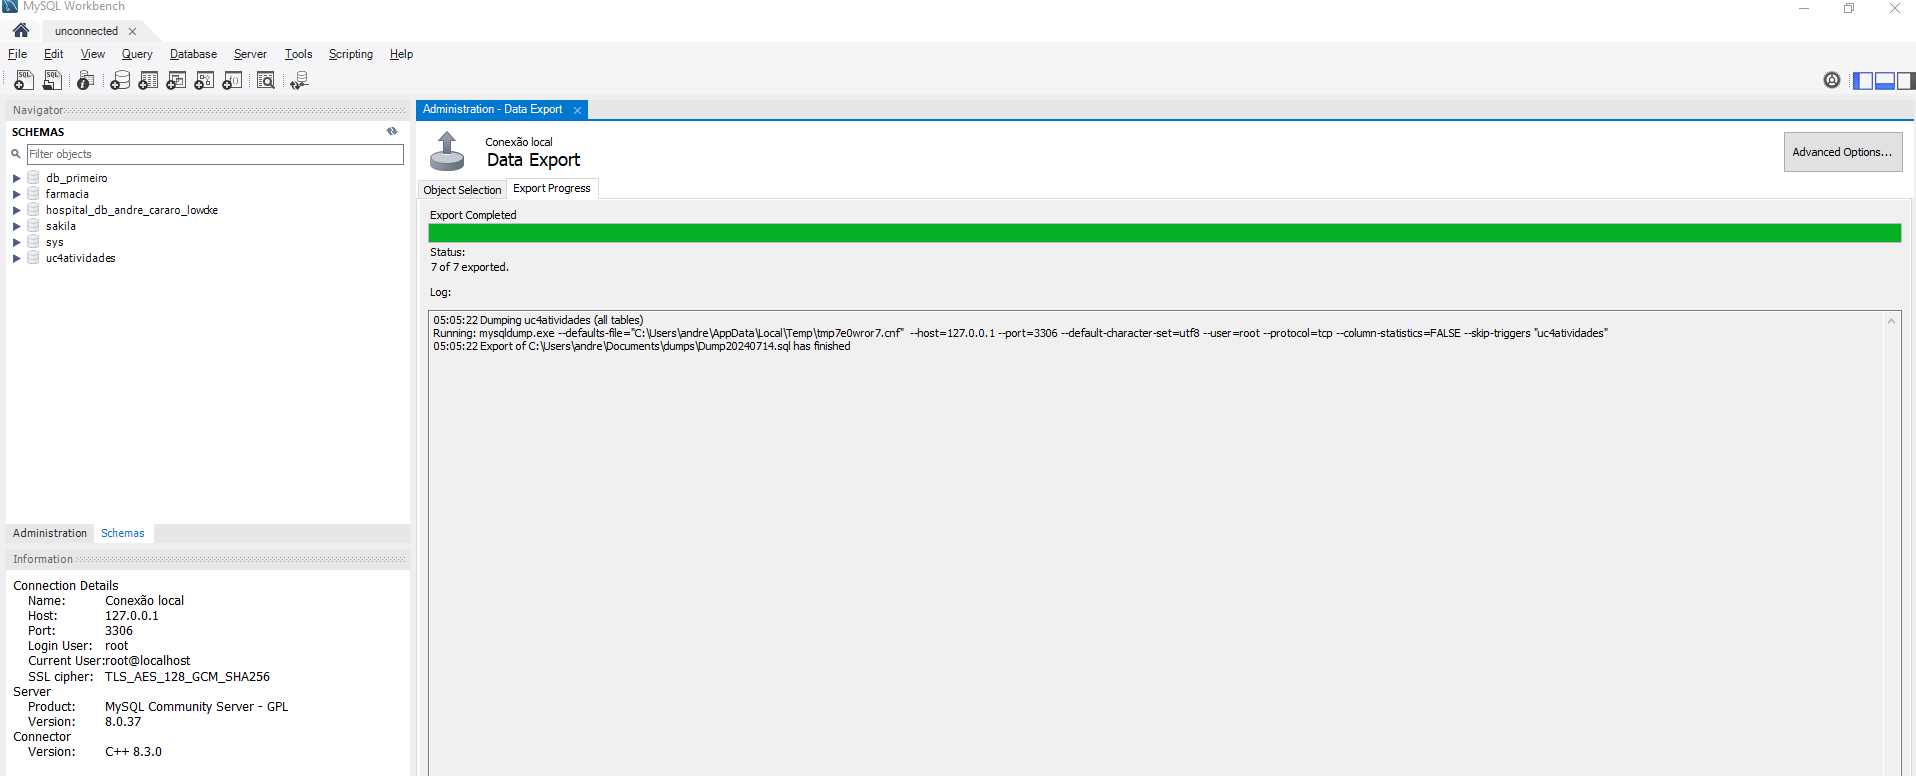 MySQL Workbench
unconnected
File Edit View Query Database Server Tools Scripting Help
Navigator
SCHEMAS
Filter objects
db_primeiro
farmacia
hospital_db_andre_cararo_lowcke
sakila
sys
uc4atividades
Administration Schemas
Information
Connection Details
Name: Conexão local
Host: 127.0.0.1
Port: 3306
Login User: root
Current User: root@localhost
SSL cipher: TLS_AES_128_GCM_SHA256
Server
Product: MySQL Community Server - GPL
Version: 8.0.37
Connector
Version: C++ 8.3.0
Administration - Data Export
Conexão local
Data Export
Advanced Options...
Object Selection Export Progress
Export Completed
Status:
7 of 7 exported.
Log:
05:05:22 Dumping uc4atividades (all tables)
Running: mysqldump.exe --defaults-file="C:\Users\andre\AppData\Local\Temp\tmp7e0wror7.cnf" --host=127.0.0.1 --port=3306 --default-character-set=utf8 --user=root --protocol=tcp --column-statistics=FALSE --skip-triggers "uc4atividades"
05:05:22 Export of C:\Users\andre\Documents\dumps\Dump20240714.sql has finished